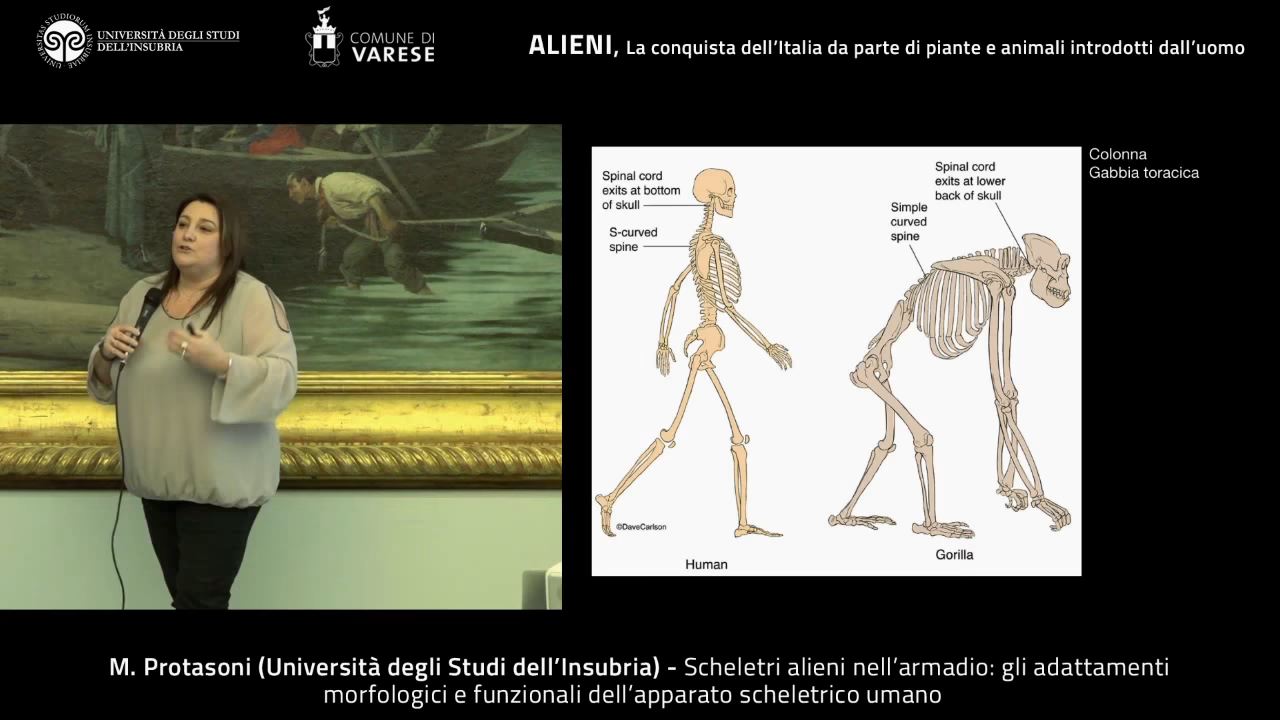 UNIVERSITÀ DEGLI STUDI
DELL'INSUBRIA
COMUNE DI
VARESE
ALIENI, La conquista dell'Italia da parte di piante e animali introdotti dall'uomo
Spinal cord
exits at bottom
of skull
S-curved
spine
©DaveCarlson
Human
Spinal cord
exits at lower
back of skull
Simple
curved
spine
Gorilla
Colonna
Gabbia toracica
M. Protasoni (Università degli Studi dell'Insubria) - Scheletri alieni nell'armadio: gli adattamenti
morfologici e funzionali dell'apparato scheletrico umano